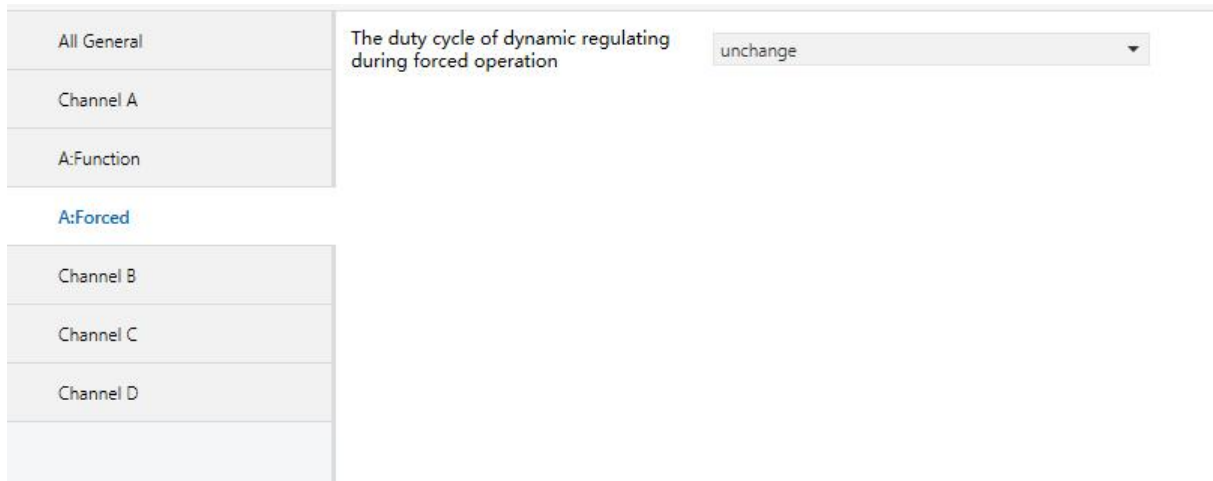 All General
Channel A
A:Function
A:Forced
Channel B
Channel C
Channel D
The duty cycle of dynamic regulating
during forced operation
unchange